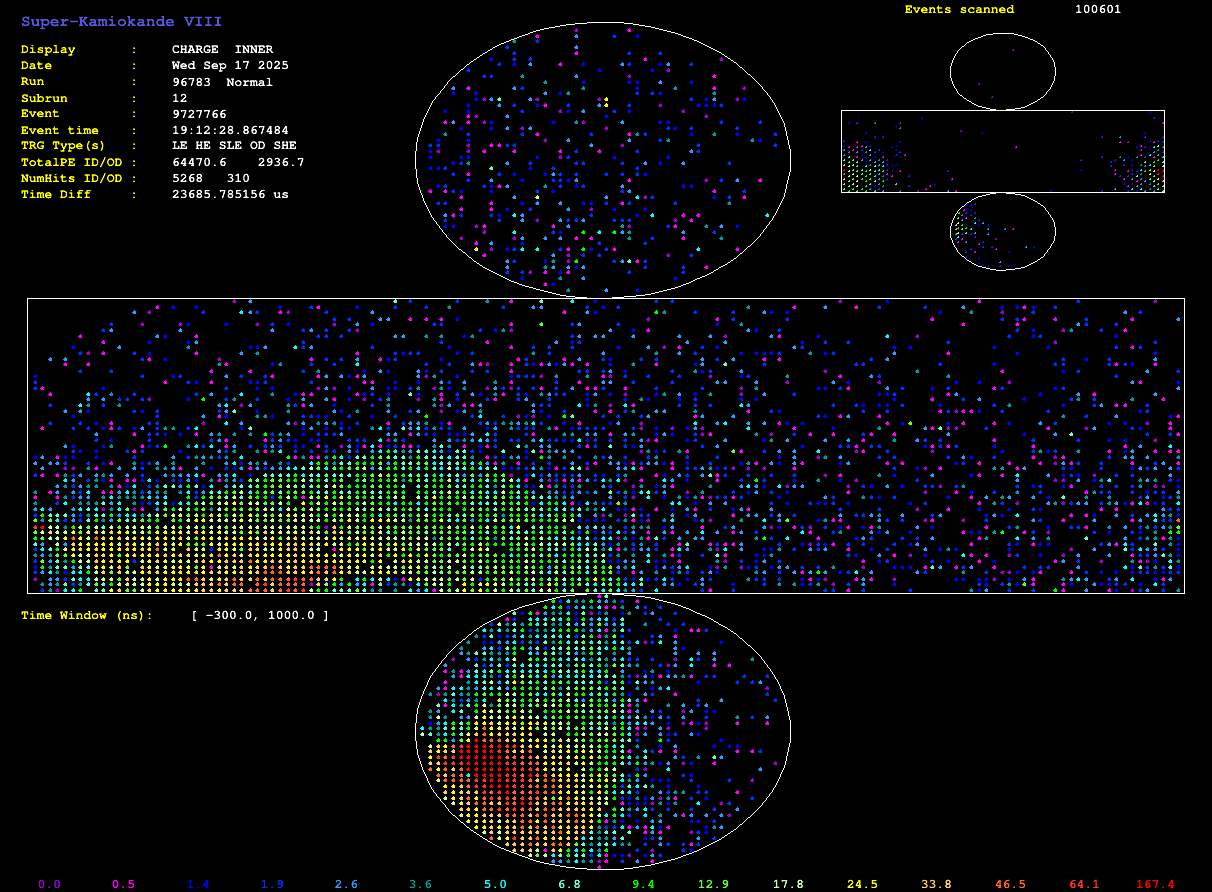 Super-Kamiokande VIII
Events scanned 100601
Display : CHARGE INNER
Date : Wed Sep 17 2025
Run : 96783 Normal
Subrun : 12
Event : 9727766
Event time : 19:12:28.867484
TRG Type(s) : LE HE SLE OD SHE
TotalPE ID/OD : 64470.6 2936.7
NumHits ID/OD : 5268 310
Time Diff : 23685.785156 us
Time Window (ns): [ -300.0, 1000.0 ]
0.0 0.5 1.4 1.9 2.6 3.6 5.0 6.8 9.4 12.9 17.8 24.5 33.8 46.5 64.1 167.4